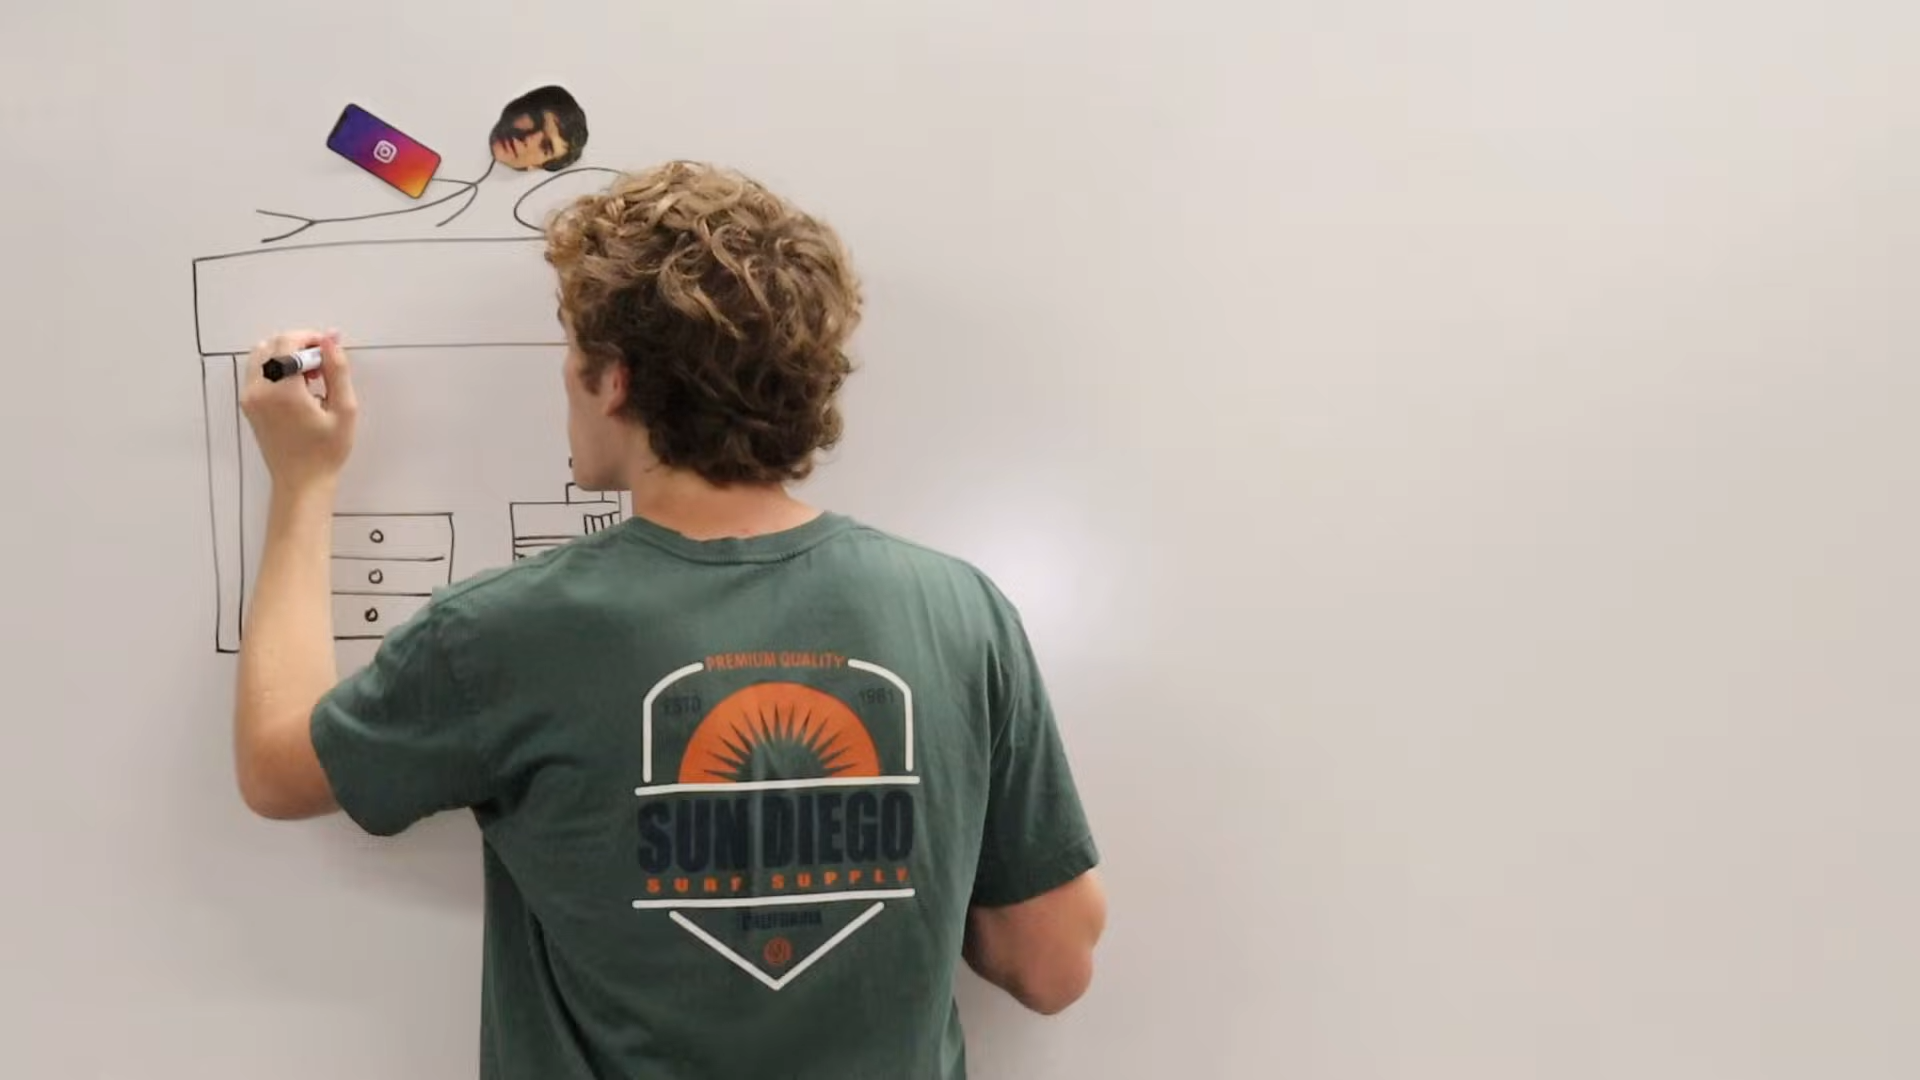 PREMIUM QUALITY
ESTD 1981
SUN DIEGO
SURF SUPPLY
CALIFORNIA